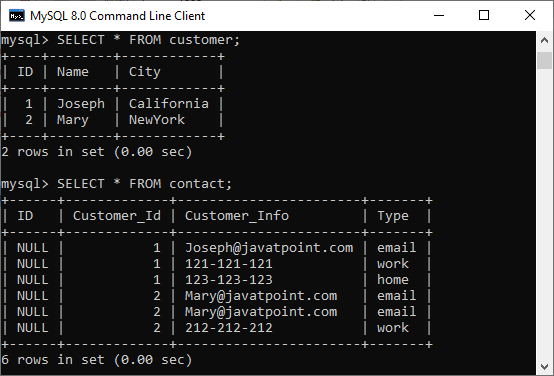 MySQL 8.0 Command Line Client
mysql> SELECT * FROM customer;
+----+--------+------------+
| ID | Name   | City       |
+----+--------+------------+
|  1 | Joseph | California |
|  2 | Mary   | NewYork    |
+----+--------+------------+
2 rows in set (0.00 sec)
mysql> SELECT * FROM contact;
+------+-------------+-----------------------+-------+
| ID   | Customer_Id | Customer_Info         | Type  |
+------+-------------+-----------------------+-------+
| NULL |           1 | Joseph@javatpoint.com | email |
| NULL |           1 | 121-121-121           | work  |
| NULL |           1 | 123-123-123           | home  |
| NULL |           2 | Mary@javatpoint.com   | email |
| NULL |           2 | Mary@javatpoint.com   | email |
| NULL |           2 | 212-212-212           | work  |
+------+-------------+-----------------------+-------+
6 rows in set (0.00 sec)